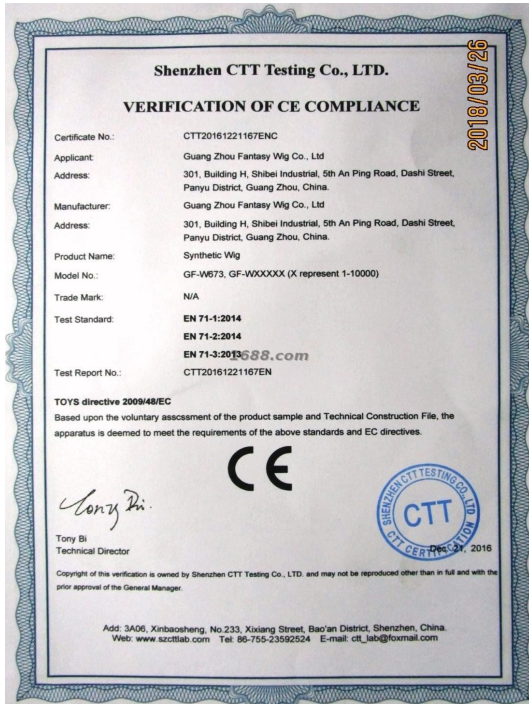 2018/03/26
Shenzhen CTT Testing Co., LTD.
VERIFICATION OF CE COMPLIANCE
Certificate No.: CTT20161221167ENC
Applicant: Guang Zhou Fantasy Wig Co., Ltd
Address: 301, Building H, Shibei Industrial, 5th An Ping Road, Dashi Street,
Panyu District, Guang Zhou, China.
Manufacturer: Guang Zhou Fantasy Wig Co., Ltd
Address: 301, Building H, Shibei Industrial, 5th An Ping Road, Dashi Street,
Panyu District, Guang Zhou, China.
Product Name: Synthetic Wig
Model No.: GF-W673, GF-WXXXXX (X represent 1-10000)
Trade Mark: N/A
Test Standard: EN 71-1:2014
EN 71-2:2014
EN 71-3:2013
1688.com
Test Report No.: CTT20161221167EN
TOYS directive 2009/48/EC
Based upon the voluntary asscssment of the product sample and Technical Construction File, the
apparatus is deemed to meet the requirements of the above standards and EC directives.
CE
Tony Bi.
SHENZHEN CTT TESTING CO., LTD
CTT
CTT CERTIFICATION
Tony Bi
Technical Director
Dec 21, 2016
Copyright of this verification is owned by Shenzhen CTT Testing Co., LTD. and may not be reproduced other than in full and with the
prior approval of the General Manager.
Add: 3A06, Xinbaosheng, No.233, Xixiang Street, Bao'an District, Shenzhen, China.
Web: www.szcttlab.com Tel: 86-755-23592524 E-mail: ctt_lab@foxmail.com